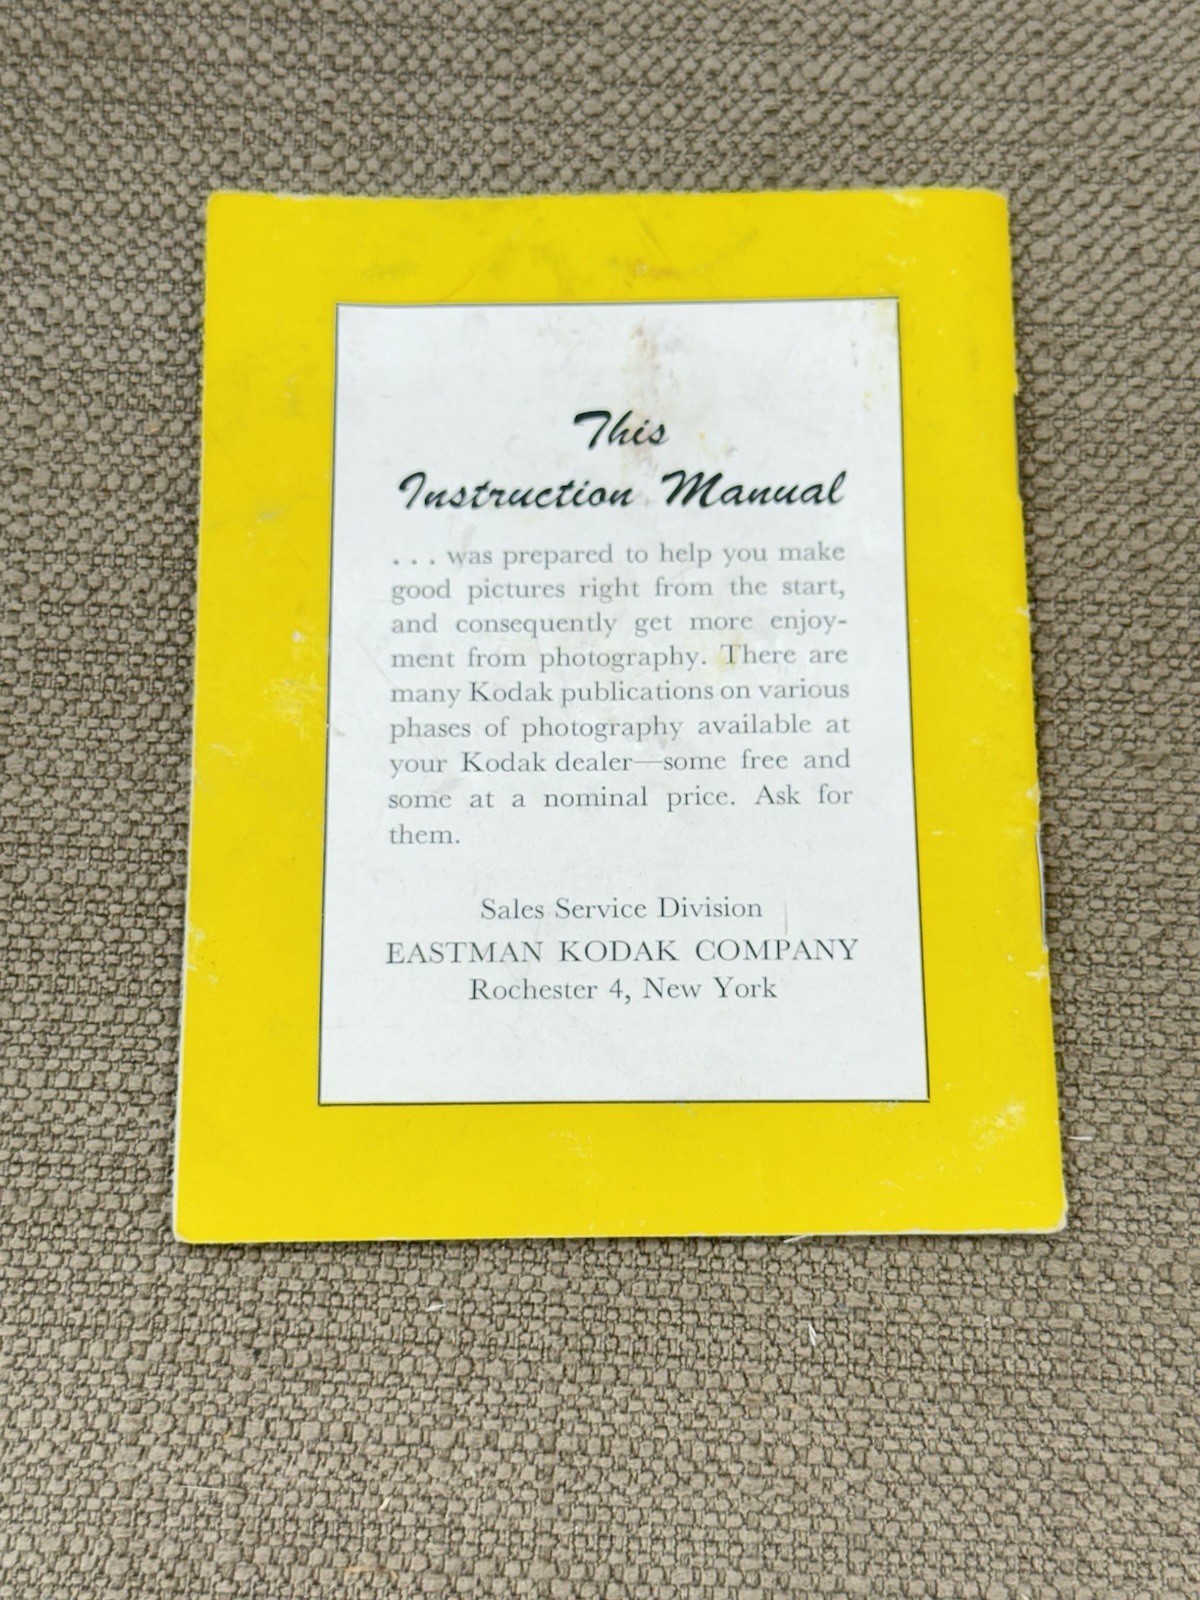 This
Instruction Manual
. . . was prepared to help you make
good pictures right from the start,
and consequently get more enjoy-
ment from photography. There are
many Kodak publications on various
phases of photography available at
your Kodak dealer—some free and
some at a nominal price. Ask for
them.
Sales Service Division
EASTMAN KODAK COMPANY
Rochester 4, New York